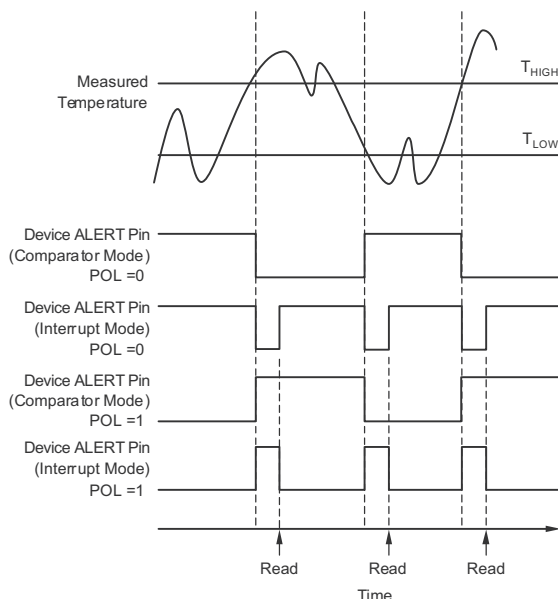 Measured
Temperature
THIGH
TLOW
Device ALERT Pin
(Comparator Mode)
POL =0
Device ALERT Pin
(Interrupt Mode)
POL =0
Device ALERT Pin
(Comparator Mode)
POL =1
Device ALERT Pin
(Interrupt Mode)
POL =1
Read
Read
Read
Time